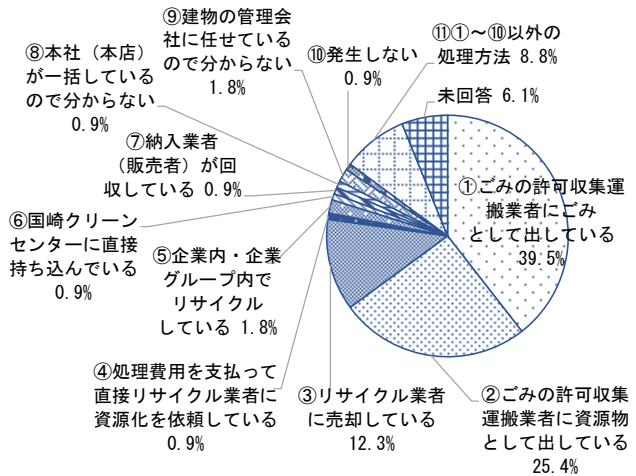 ①ごみの許可収集運
搬業者にごみ
として出している
39.5%
②ごみの許可収集
運搬業者に資源物
として出している
25.4%
③リサイクル業者
に売却している
12.3%
④処理費用を支払って
直接リサイクル業者に
資源化を依頼している
0.9%
⑤企業内・企業
グループ内で
リサイクル
している 1.8%
⑥国崎クリーン
センターに直接
持ち込んでいる
0.9%
⑦納入業者
（販売者）が回
収している 0.9%
⑧本社（本店）
が一括している
ので分からない
0.9%
⑨建物の管理会
社に任せている
ので分からない
1.8%
⑩発生しない
0.9%
⑪①～⑩以外の
処理方法 8.8%
未回答 6.1%